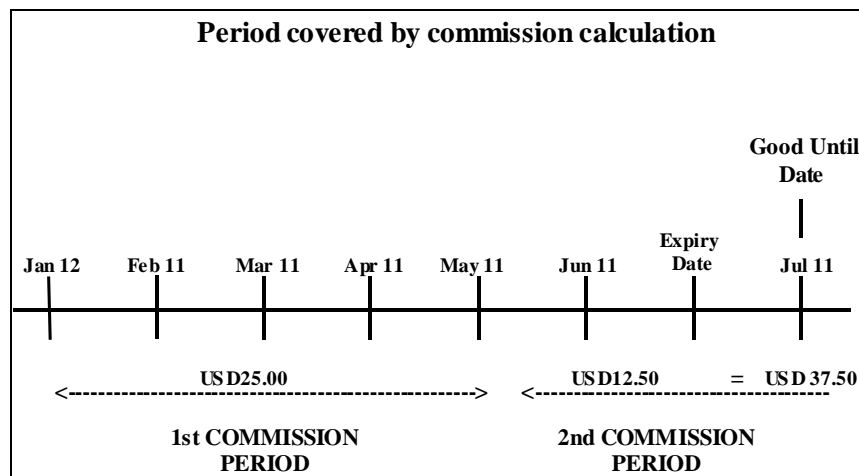 Period covered by commission calculation
Good Until
Date
Jan 12 Feb 11 Mar 11 Apr 11 May 11 Jun 11 Expiry Date Jul 11
USD25.00 USD12.50 = USD 37.50
<-----------------------------------------> <-----------------------------
1st COMMISSION
PERIOD
2nd COMMISSION
PERIOD